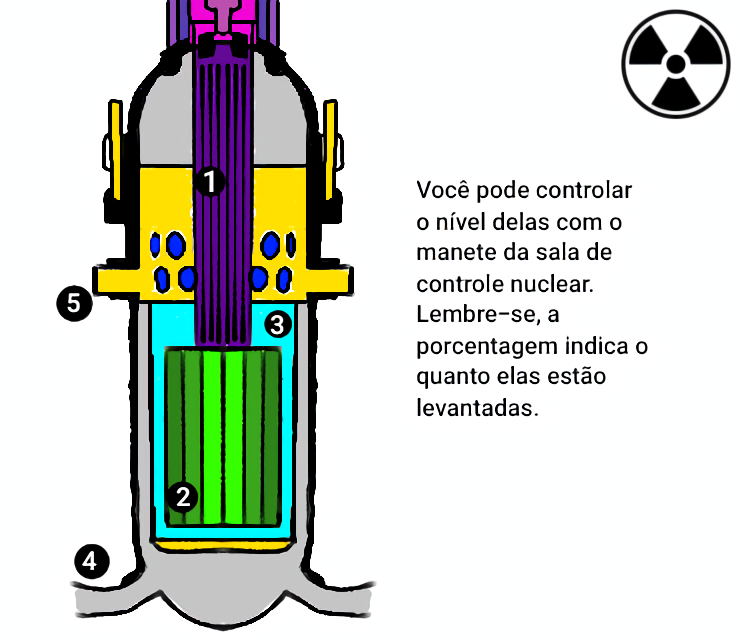 1
Você pode controlar
o nível delas com o
manete da sala de
controle nuclear.
Lembre-se, a
porcentagem indica o
quanto elas estão
levantadas.
5
3
2
4